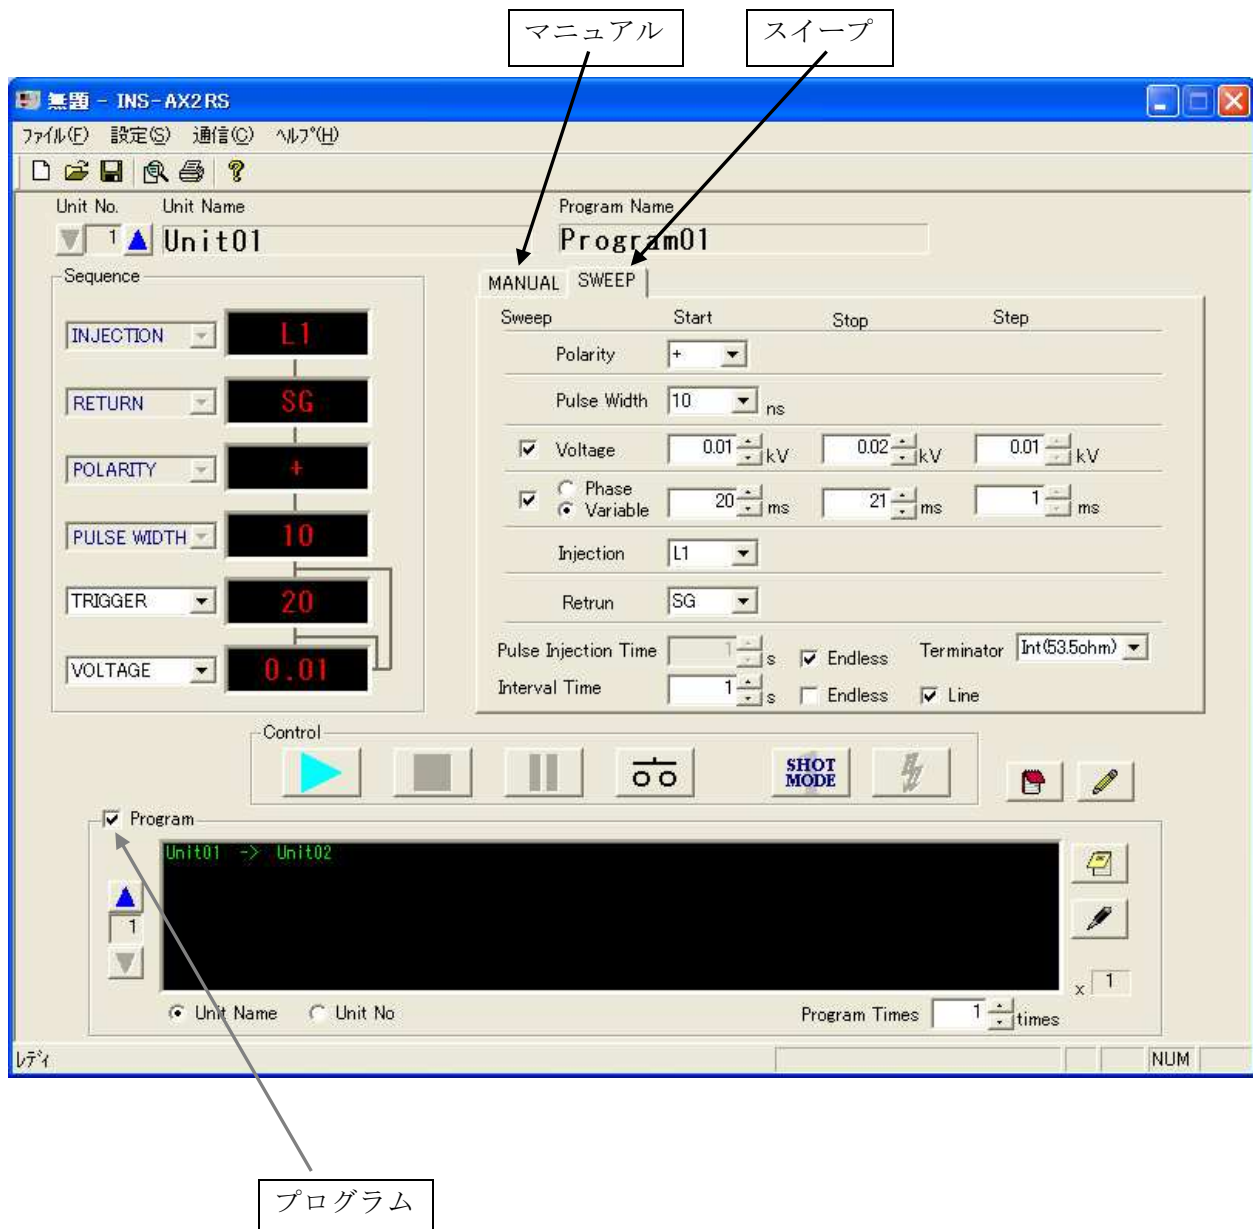 マニュアル スイープ
無題 - INS-AX2RS
ファイル(F) 設定(S) 通信(C) ヘルプ(H)
Unit No. Unit Name Program Name
1 Unit01 Program01
Sequence
MANUAL SWEEP
Sweep Start Stop Step
INJECTION L1
Polarity +
RETURN SG
Pulse Width 10 ns
POLARITY +
Voltage 0.01 kV 0.02 kV 0.01 kV
Phase
Variable 20 ms 21 ms 1 ms
PULSE WIDTH 10
Injection L1
TRIGGER 20
Retrun SG
VOLTAGE 0.01
Pulse Injection Time 1 s Endless Terminator Int(53.5ohm)
Interval Time 1 s Endless Line
Control
SHOT
MODE
Program
Unit01 -> Unit02
1
x 1
Unit Name Unit No Program Times 1 times
レディ NUM
プログラム